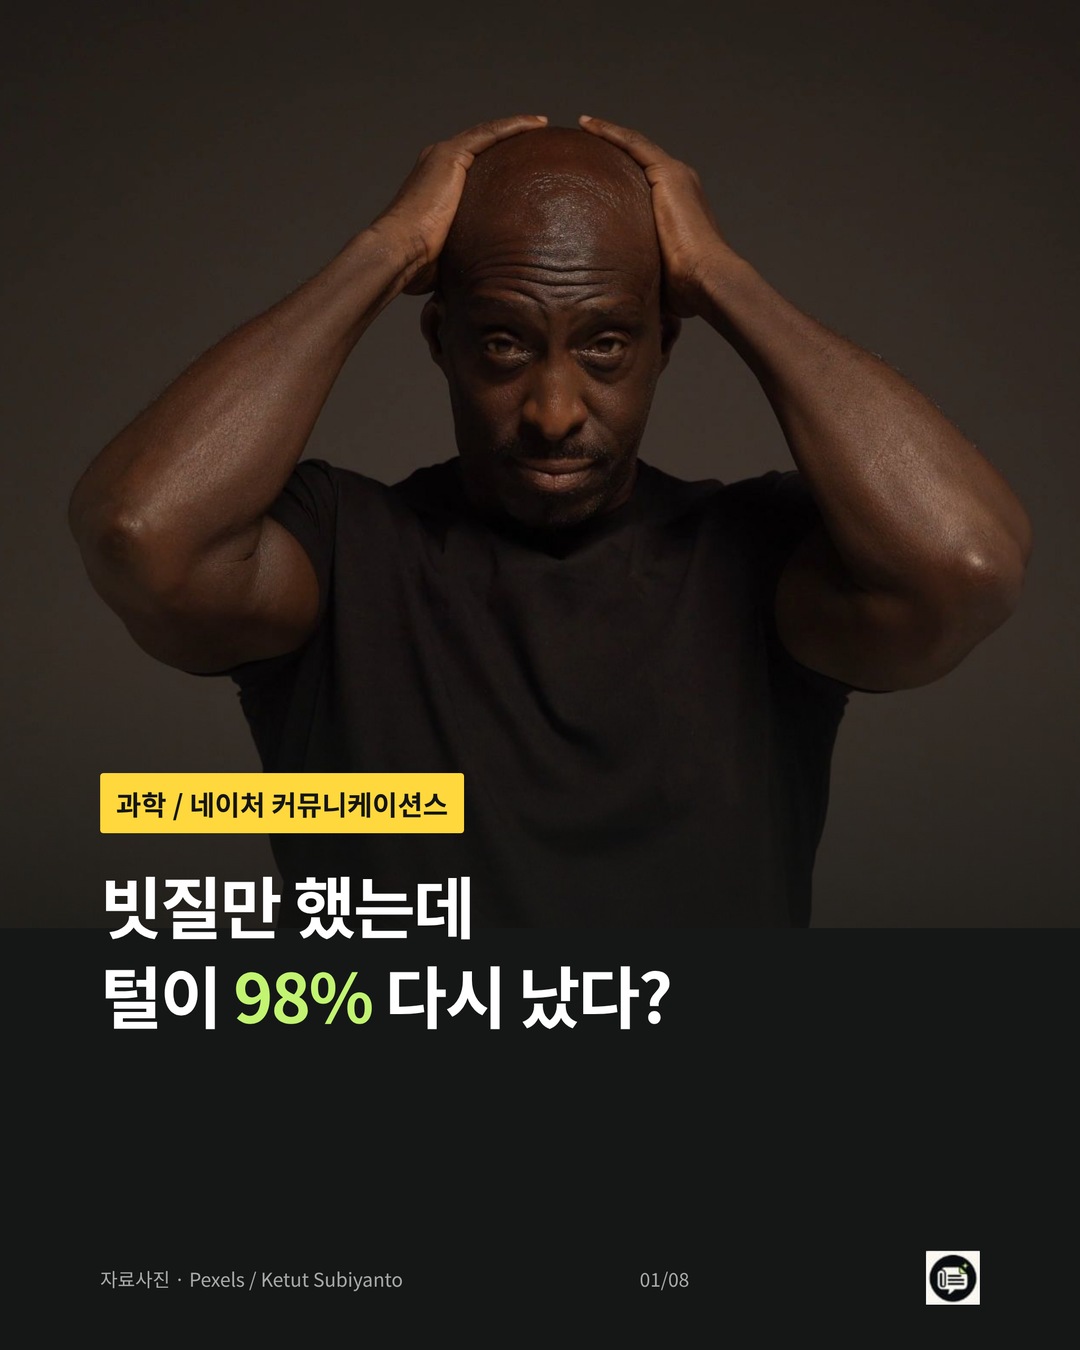 과학 / 네이처 커뮤니케이션스
빗질만 했는데
털이 98% 다시 났다?
자료사진 · Pexels / Ketut Subiyanto
01/08